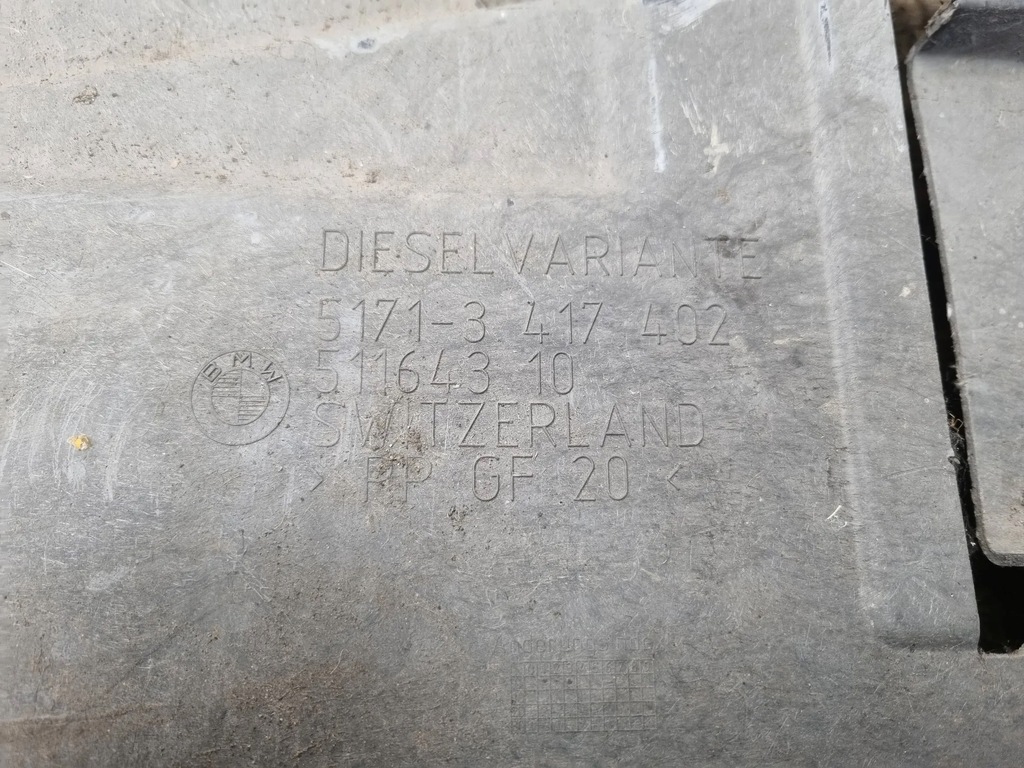 DIESELVARIANTE
5171-3 417 402
BMW
511643 10
SWITZERLAND
> PP GF 20 <